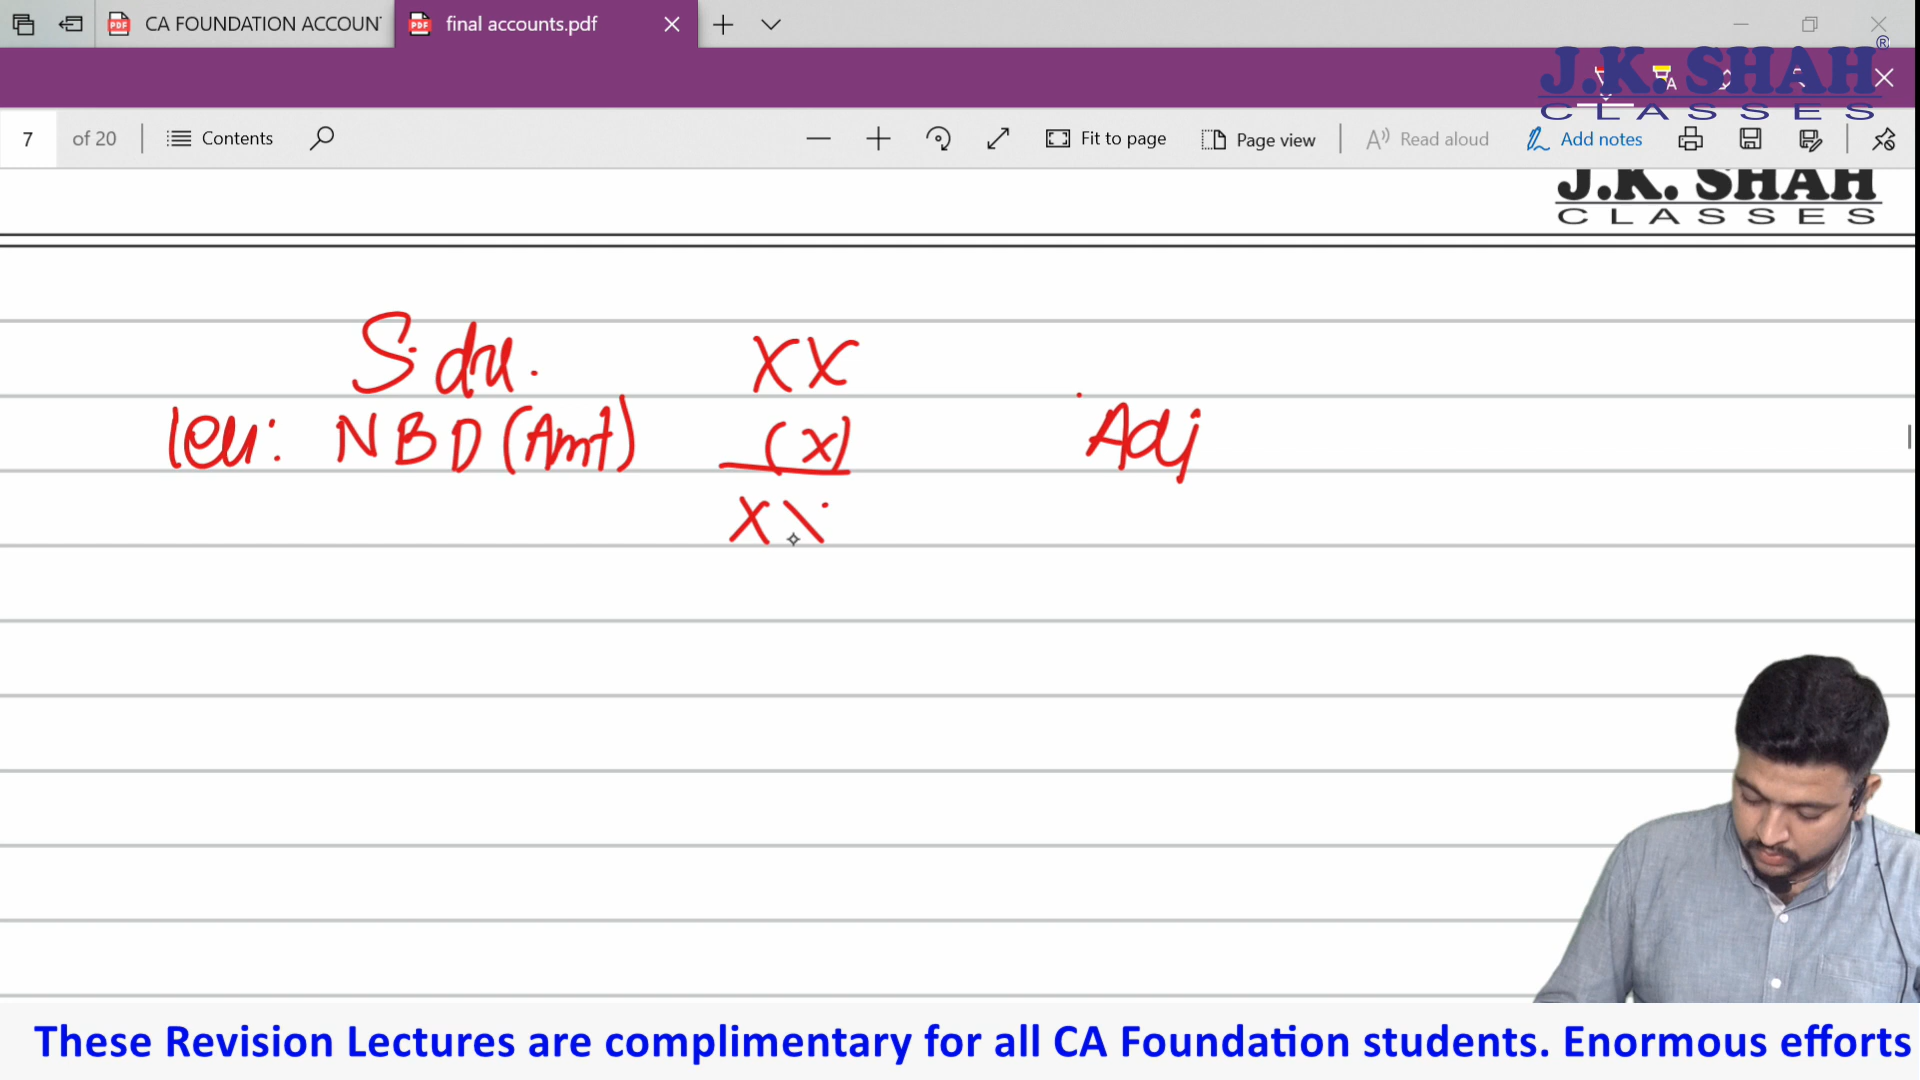 CA FOUNDATION ACCOUN
final accounts.pdf
J.K. SHAH®
CLASSES
7 of 20
Contents
Fit to page
Page view
Read aloud
Add notes
J.K. SHAH
CLASSES
XX
NBD (Amt) (X)
Adj
XX
These Revision Lectures are complimentary for all CA Foundation students. Enormous efforts